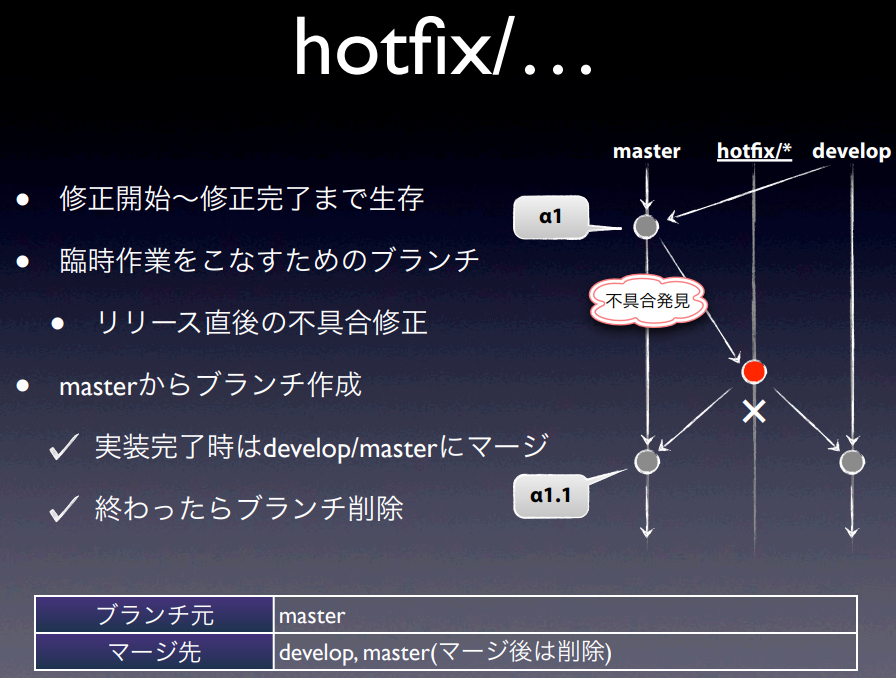 hotfix/…
修正開始〜修正完了まで生存
臨時作業をこなすためのブランチ
リリース直後の不具合修正
masterからブランチ作成
実装完了時はdevelop/masterにマージ
終わったらブランチ削除
master hotfix/* develop
α1
不具合発見
α1.1
ブランチ元 master
マージ先 develop, master(マージ後は削除)